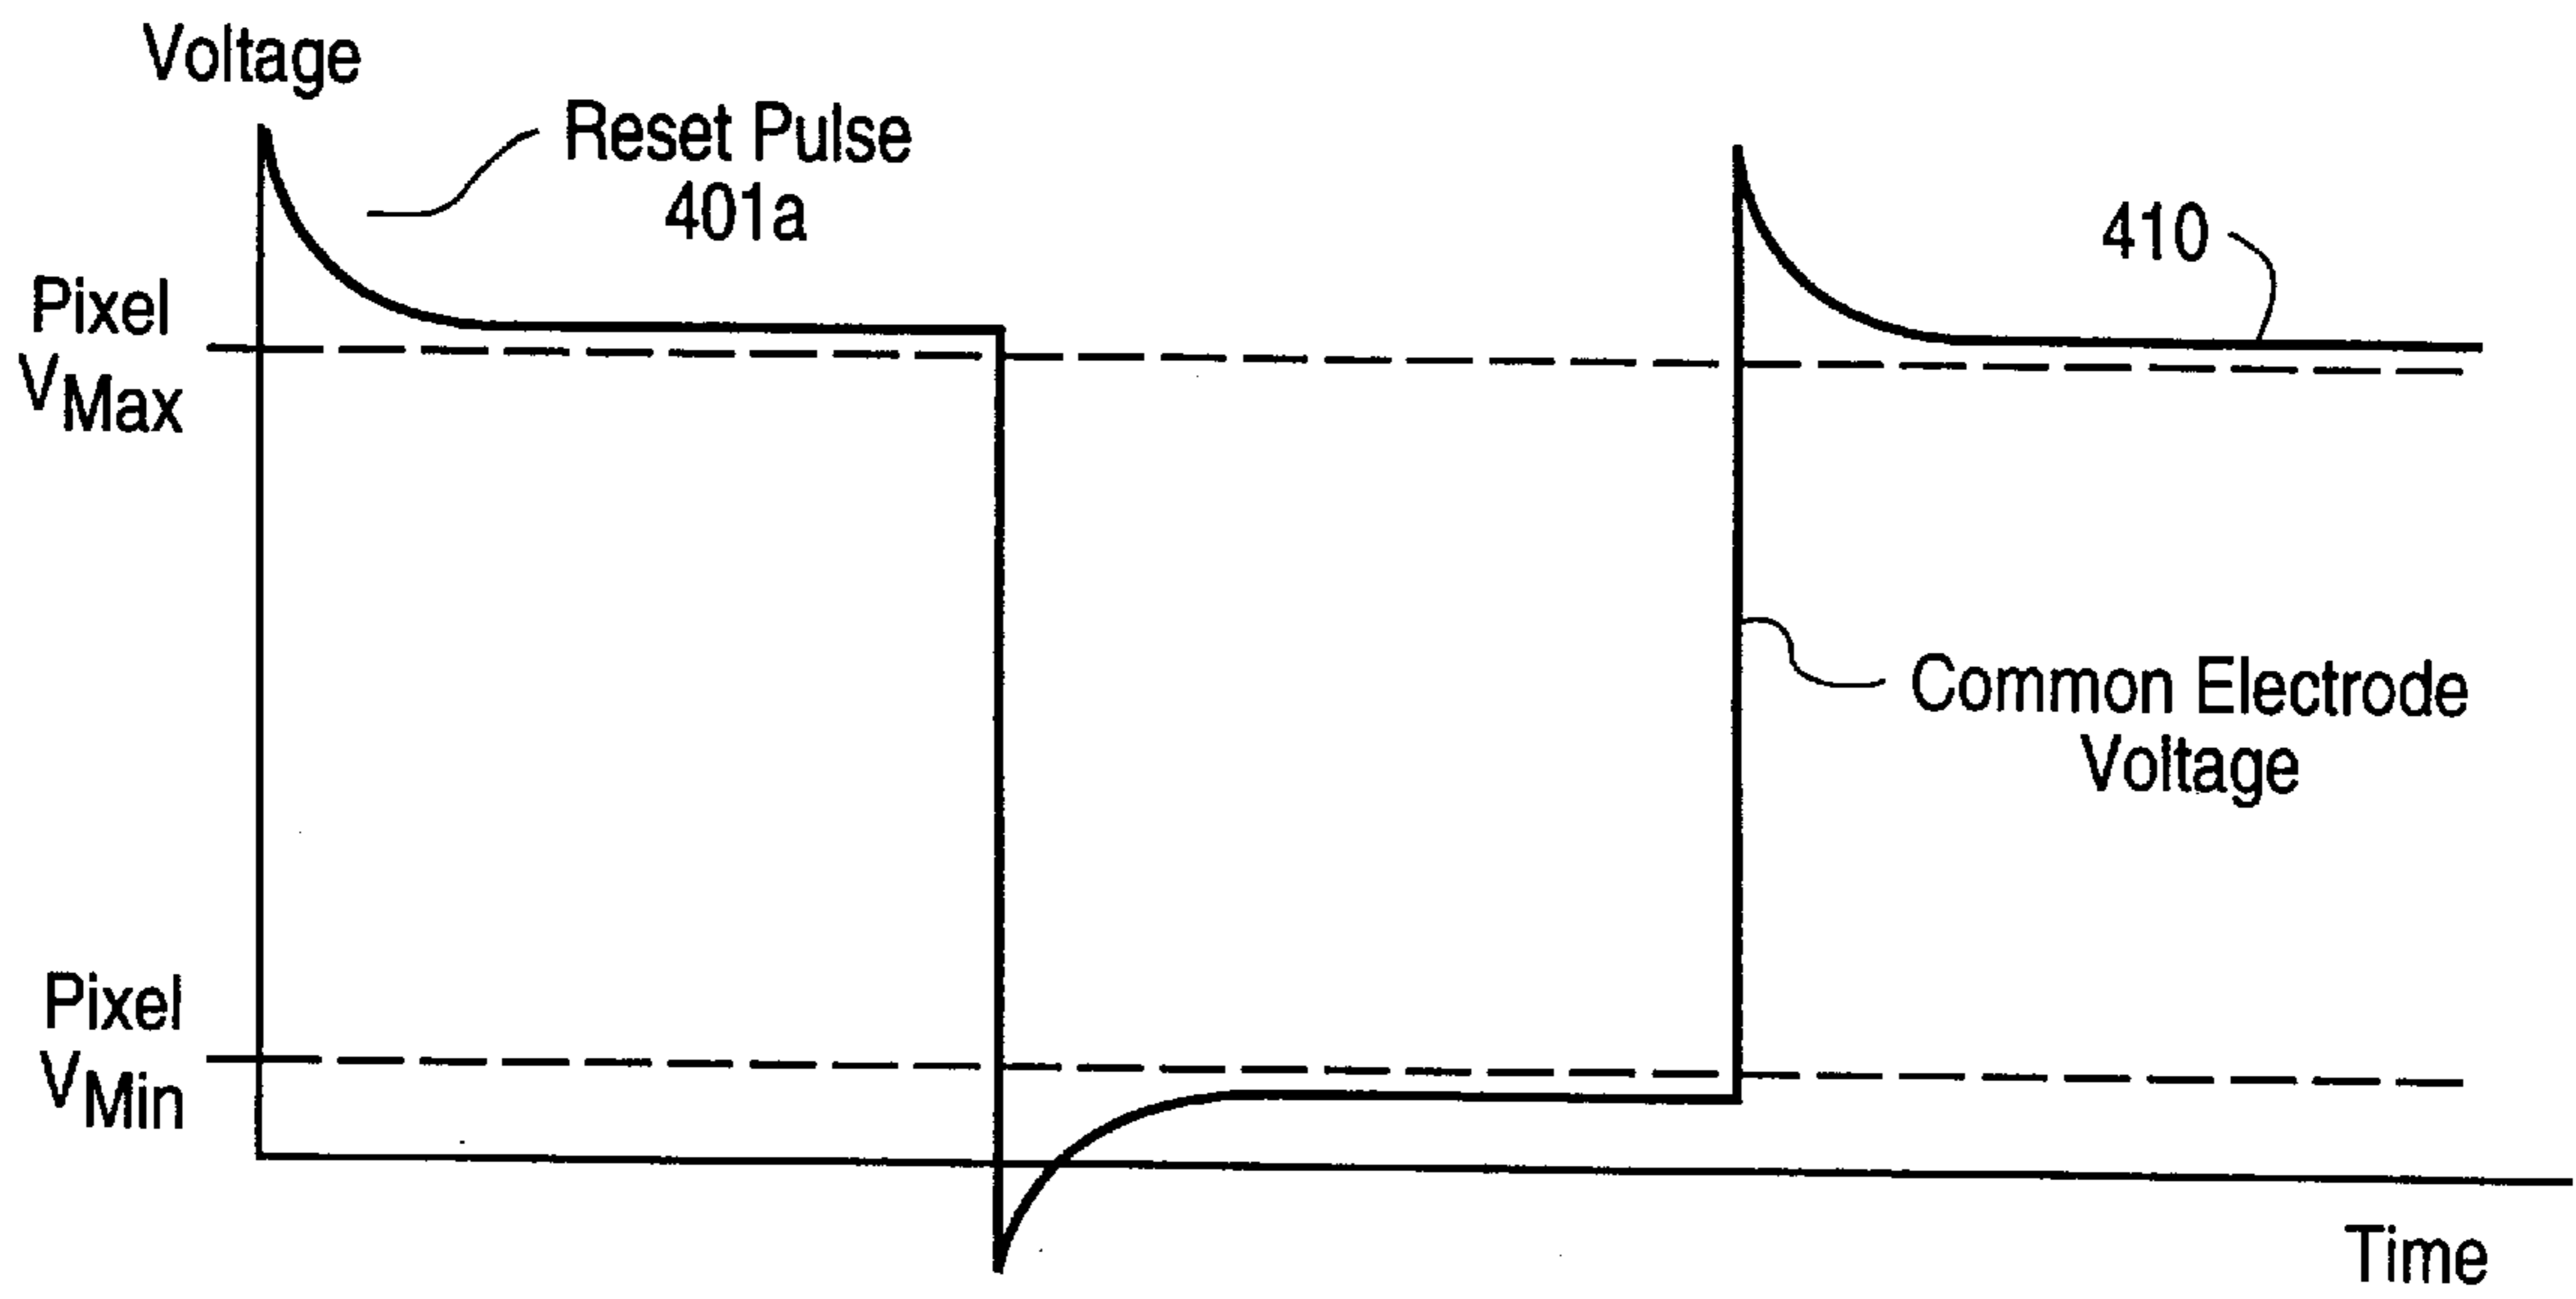 Voltage
Reset Pulse
401a
410
Pixel
VMax
Common Electrode
Voltage
Pixel
VMin
Time